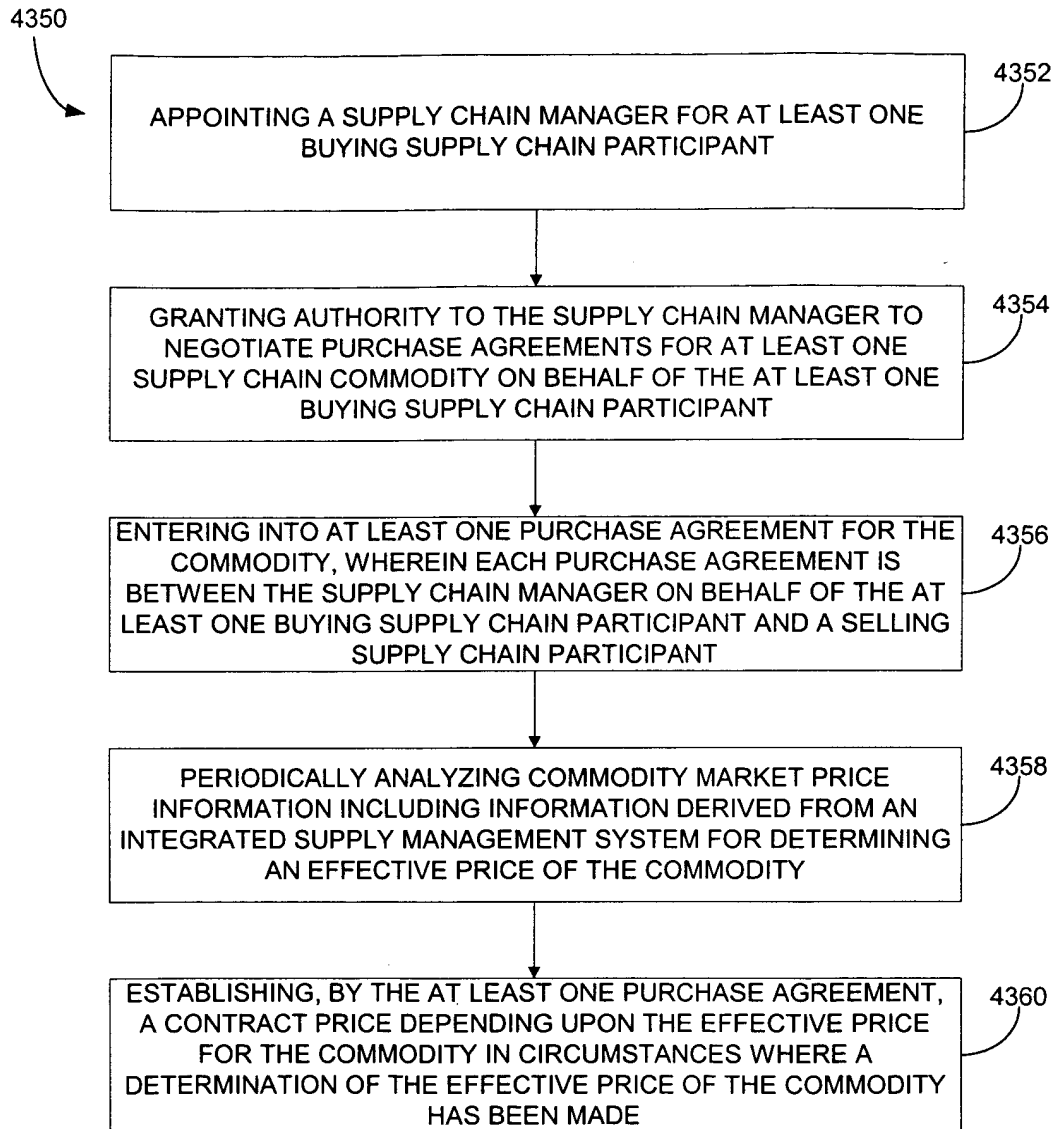 4350
4352
APPOINTING A SUPPLY CHAIN MANAGER FOR AT LEAST ONE
BUYING SUPPLY CHAIN PARTICIPANT
4354
GRANTING AUTHORITY TO THE SUPPLY CHAIN MANAGER TO
NEGOTIATE PURCHASE AGREEMENTS FOR AT LEAST ONE
SUPPLY CHAIN COMMODITY ON BEHALF OF THE AT LEAST ONE
BUYING SUPPLY CHAIN PARTICIPANT
4356
ENTERING INTO AT LEAST ONE PURCHASE AGREEMENT FOR THE
COMMODITY, WHEREIN EACH PURCHASE AGREEMENT IS
BETWEEN THE SUPPLY CHAIN MANAGER ON BEHALF OF THE AT
LEAST ONE BUYING SUPPLY CHAIN PARTICIPANT AND A SELLING
SUPPLY CHAIN PARTICIPANT
4358
PERIODICALLY ANALYZING COMMODITY MARKET PRICE
INFORMATION INCLUDING INFORMATION DERIVED FROM AN
INTEGRATED SUPPLY MANAGEMENT SYSTEM FOR DETERMINING
AN EFFECTIVE PRICE OF THE COMMODITY
4360
ESTABLISHING, BY THE AT LEAST ONE PURCHASE AGREEMENT,
A CONTRACT PRICE DEPENDING UPON THE EFFECTIVE PRICE
FOR THE COMMODITY IN CIRCUMSTANCES WHERE A
DETERMINATION OF THE EFFECTIVE PRICE OF THE COMMODITY
HAS BEEN MADE